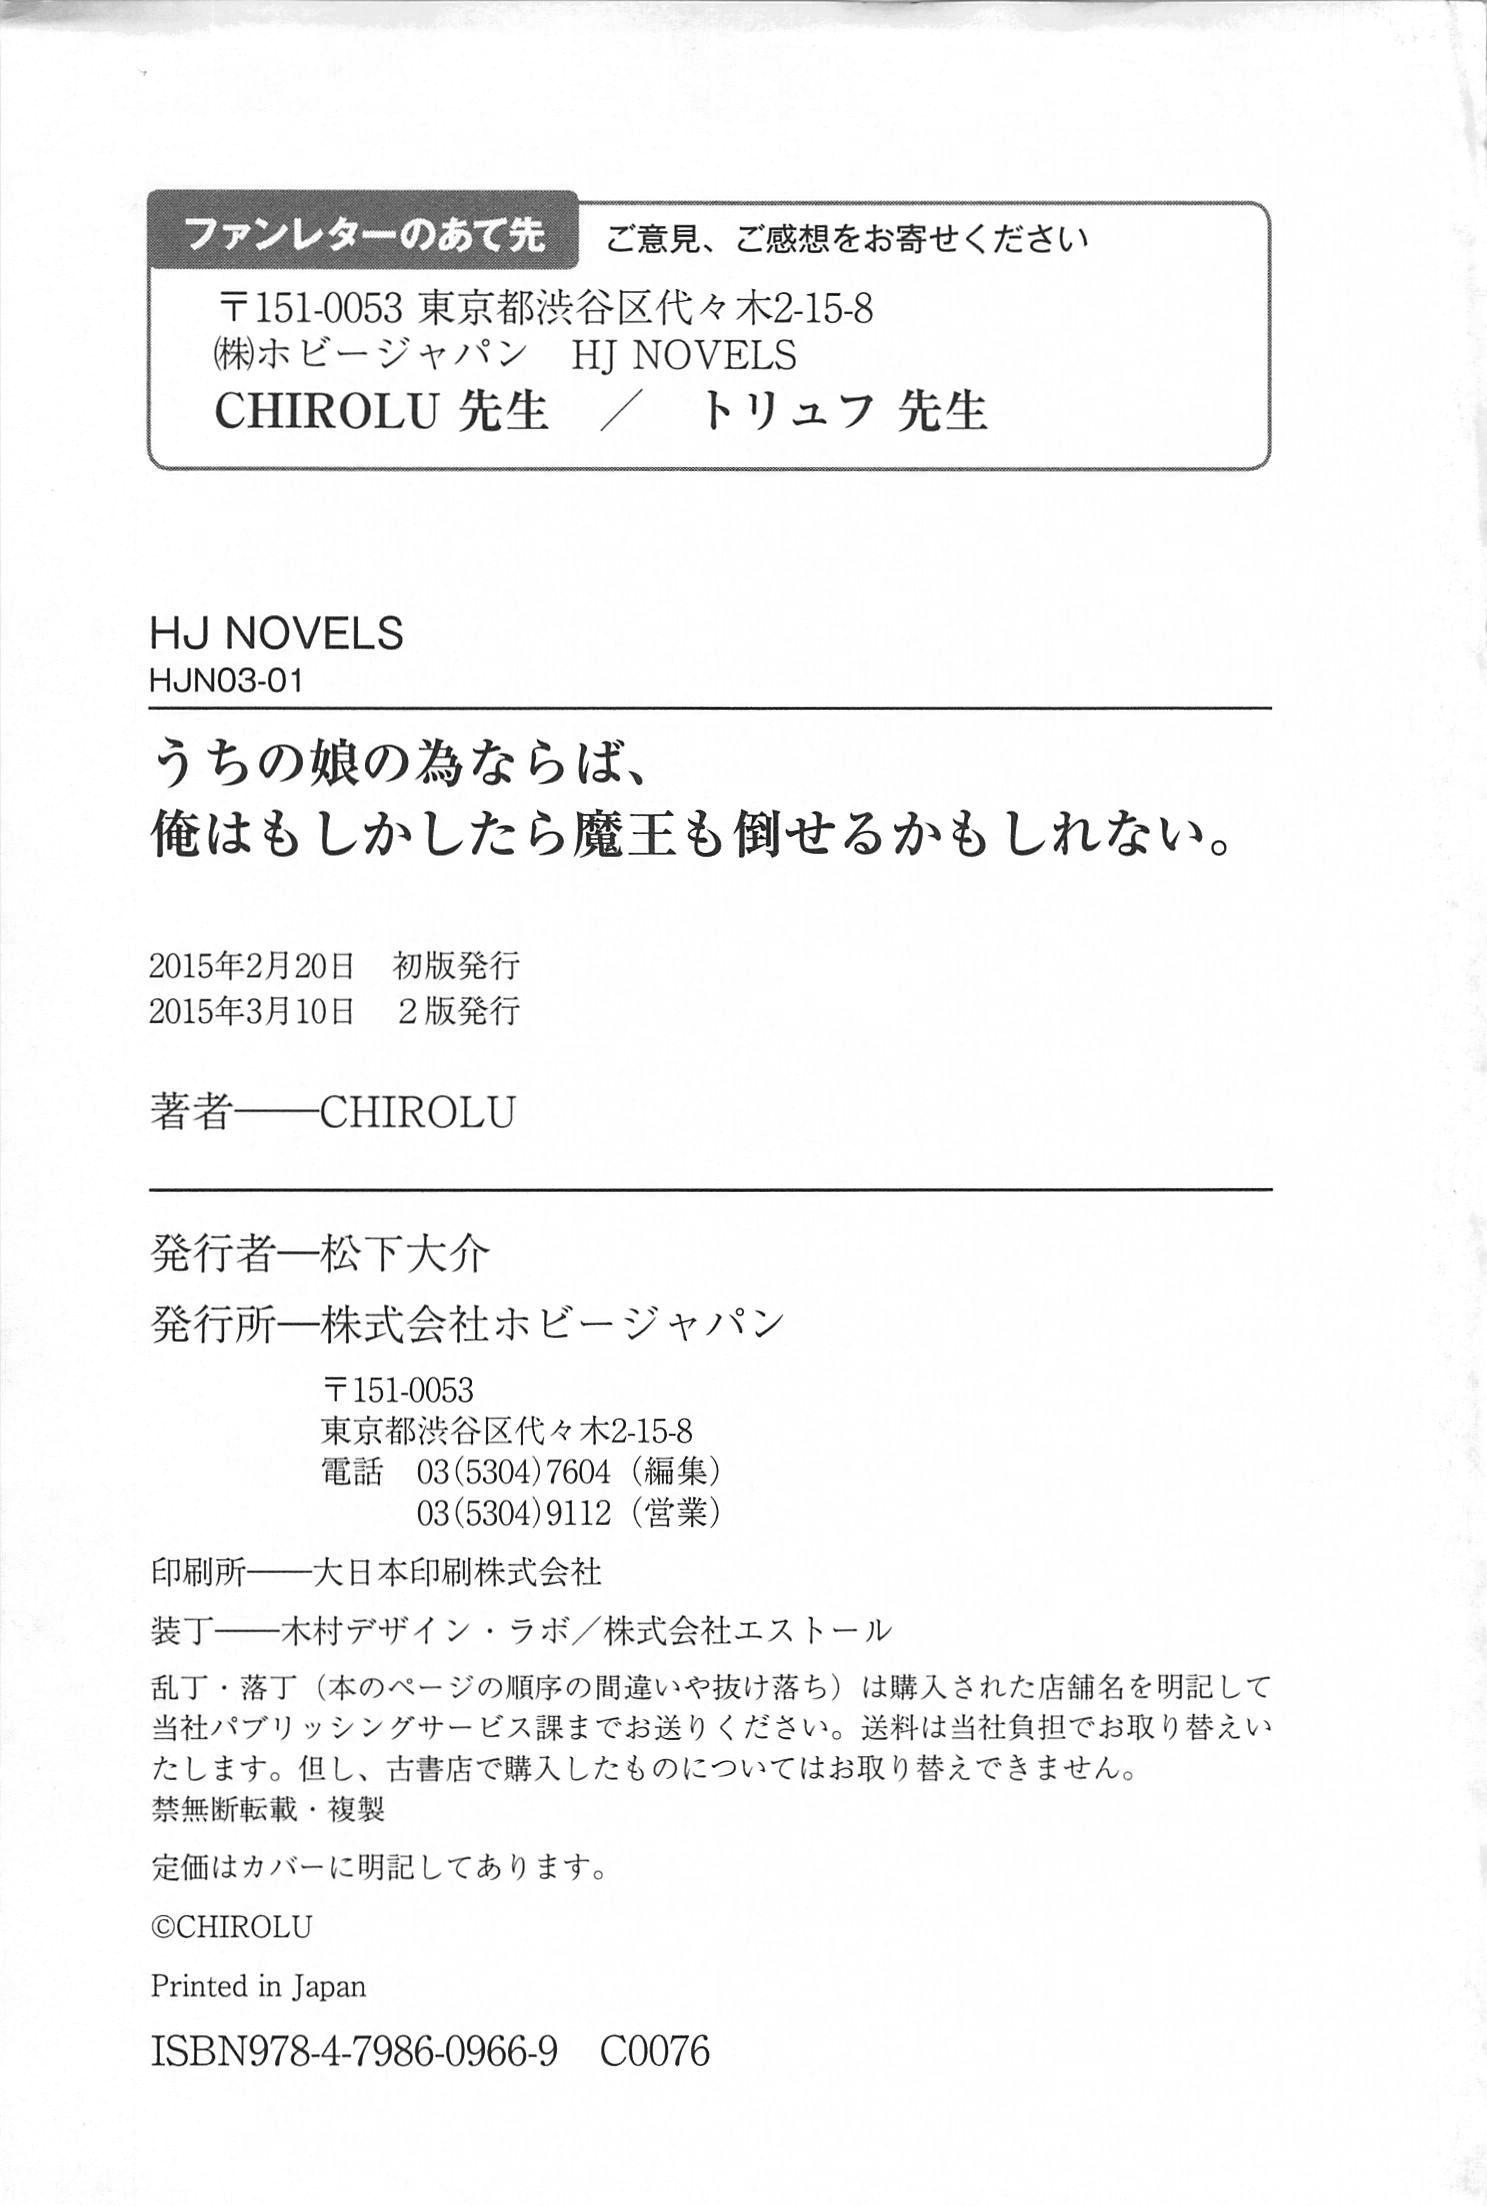 ファンレターのあて先 ご意見、ご感想をお寄せください
〒151-0053 東京都渋谷区代々木2-15-8
㈱ホビージャパン　HJ NOVELS
CHIROLU 先生　／　トリュフ 先生
HJ NOVELS
HJN03-01
うちの娘の為ならば、
俺はもしかしたら魔王も倒せるかもしれない。
2015年2月20日　初版発行
2015年3月10日　２版発行
著者――CHIROLU
発行者―松下大介
発行所―株式会社ホビージャパン
〒151-0053
東京都渋谷区代々木2-15-8
電話　03(5304)7604（編集）
03(5304)9112（営業）
印刷所――大日本印刷株式会社
装丁――木村デザイン・ラボ／株式会社エストール
乱丁・落丁（本のページの順序の間違いや抜け落ち）は購入された店舗名を明記して
当社パブリッシングサービス課までお送りください。送料は当社負担でお取り替えい
たします。但し、古書店で購入したものについてはお取り替えできません。
禁無断転載・複製
定価はカバーに明記してあります。
©CHIROLU
Printed in Japan
ISBN978-4-7986-0966-9　C0076